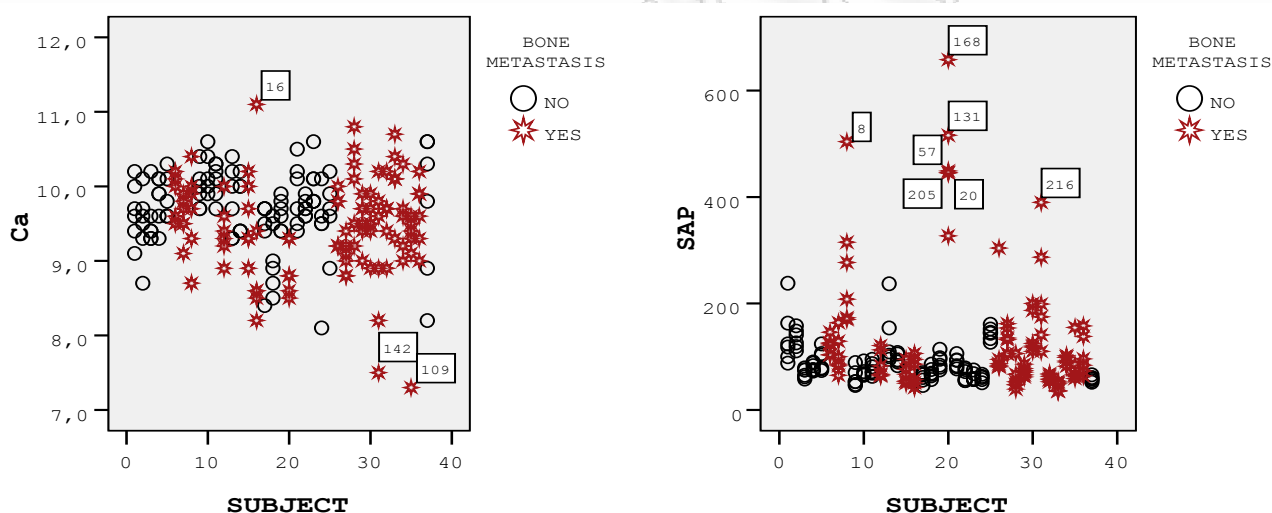 12,0
11,0
10,0
9,0
8,0
7,0
Ca
0 10 20 30 40
SUBJECT
16
142
109
BONE
METASTASIS
NO
YES
600
400
200
0
SAP
0 10 20 30 40
SUBJECT
168
131
8
57
205
20
216
BONE
METASTASIS
NO
YES